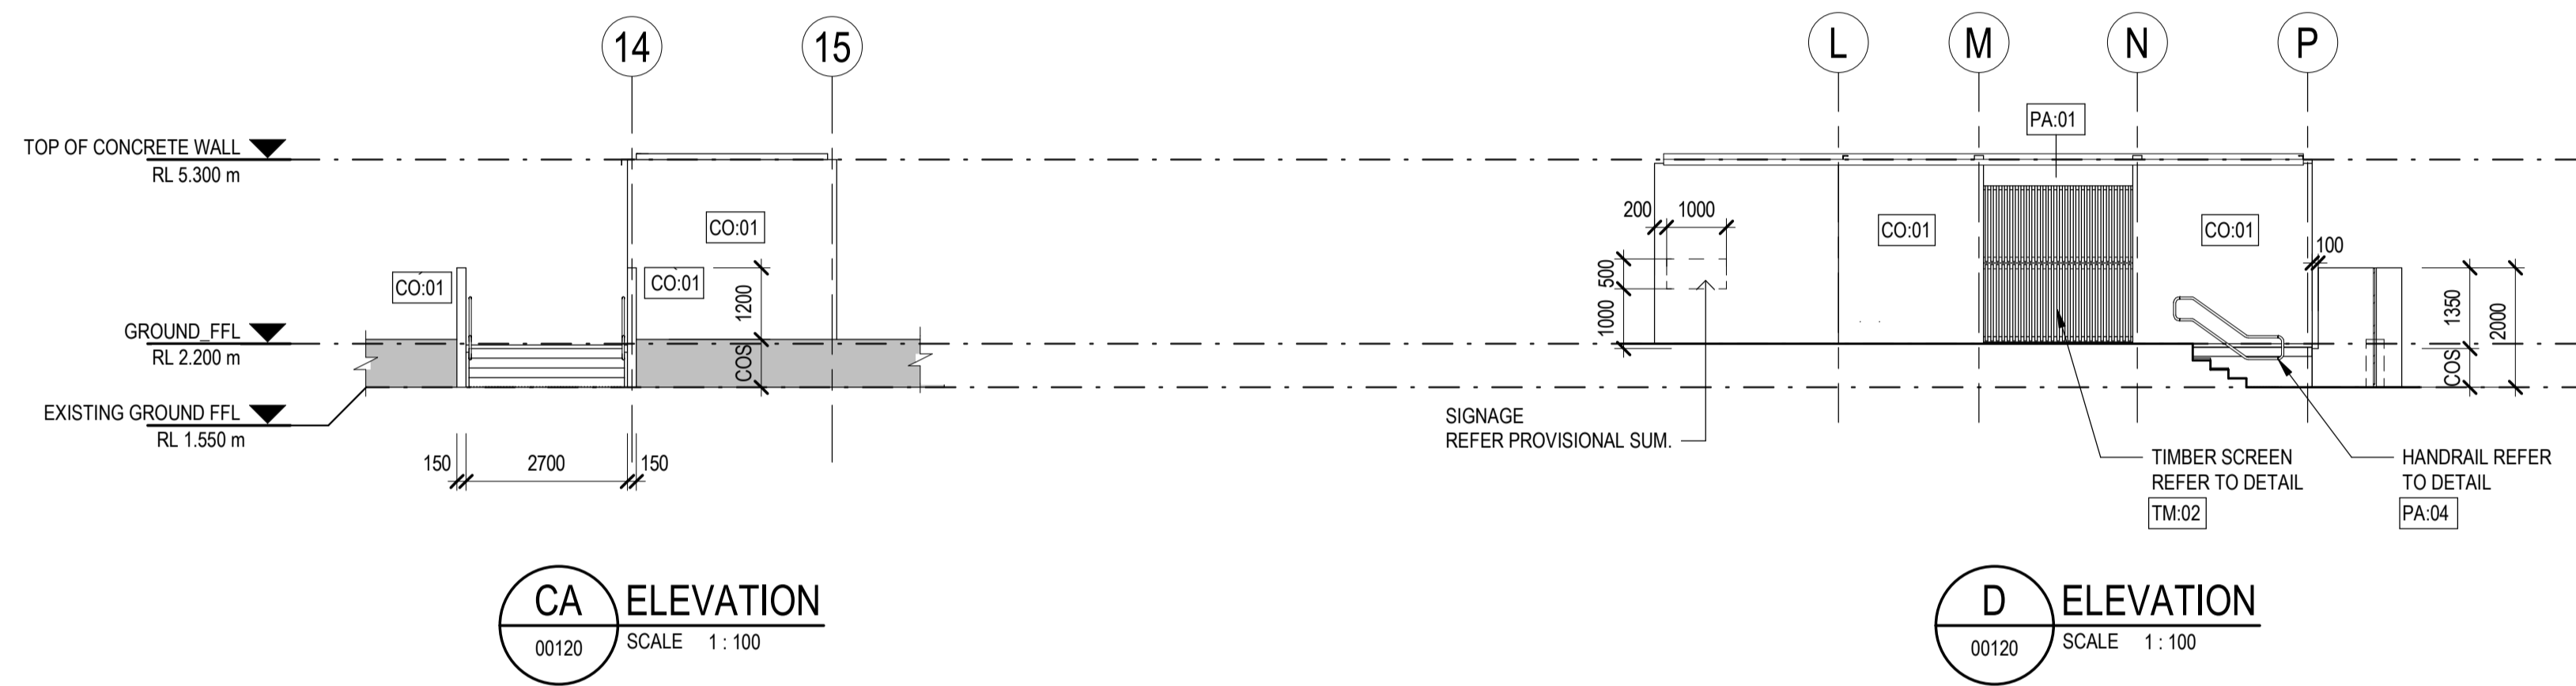 14
15
TOP OF CONCRETE WALL
RL 5.300 m
CO:01
CO:01
CO:01
1200
COS
GROUND_FFL
RL 2.200 m
EXISTING GROUND FFL
RL 1.550 m
150
2700
150
CA
00120
ELEVATION
SCALE 1 : 100
L
M
N
P
PA:01
200
1000
CO:01
CO:01
100
500
1000
1350
2000
COS
SIGNAGE
REFER PROVISIONAL SUM.
TIMBER SCREEN
REFER TO DETAIL
TM:02
HANDRAIL REFER
TO DETAIL
PA:04
D
00120
ELEVATION
SCALE 1 : 100